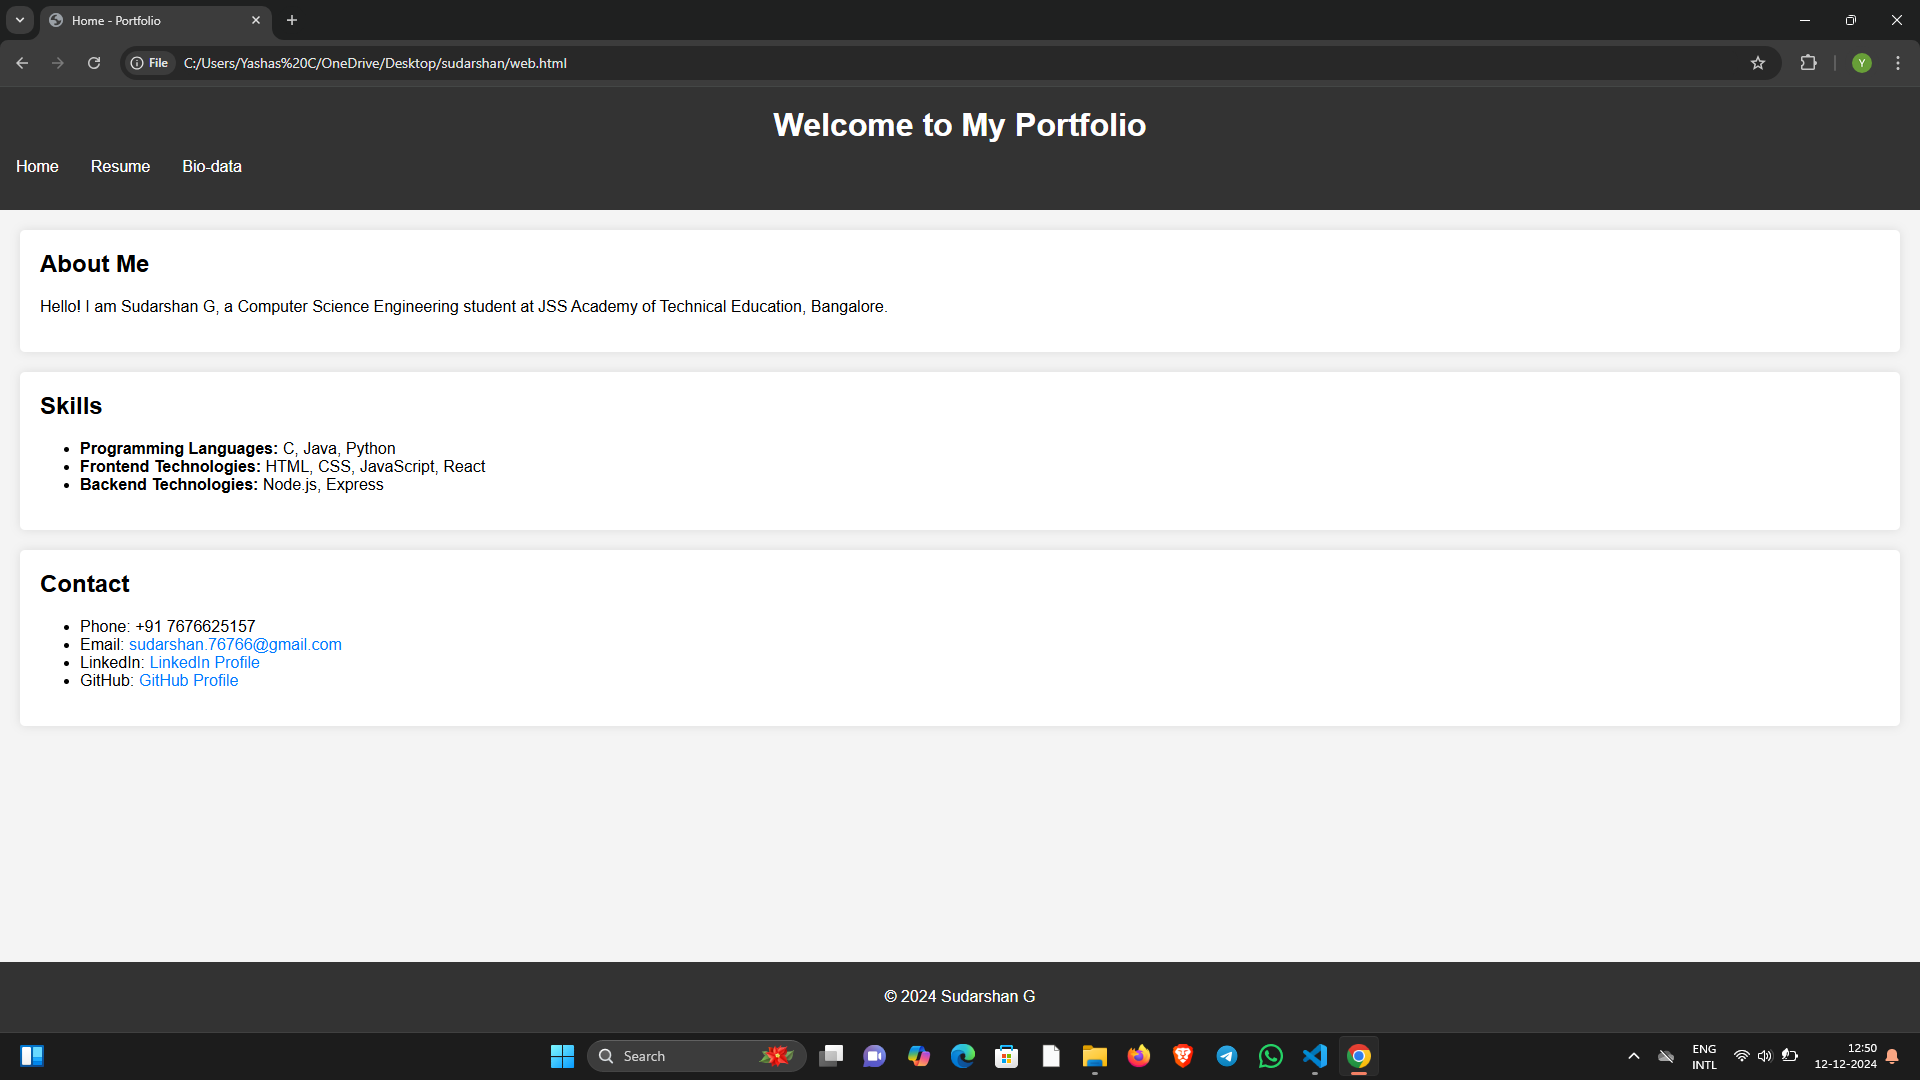 Home - Portfolio
File
C:/Users/Yashas%20C/OneDrive/Desktop/sudarshan/web.html
Y
Welcome to My Portfolio
Home Resume Bio-data
About Me
Hello! I am Sudarshan G, a Computer Science Engineering student at JSS Academy of Technical Education, Bangalore.
Skills
Programming Languages: C, Java, Python
Frontend Technologies: HTML, CSS, JavaScript, React
Backend Technologies: Node.js, Express
Contact
Phone: +91 7676625157
Email: sudarshan.76766@gmail.com
LinkedIn: LinkedIn Profile
GitHub: GitHub Profile
© 2024 Sudarshan G
Search
ENG
INTL
12:50
12-12-2024